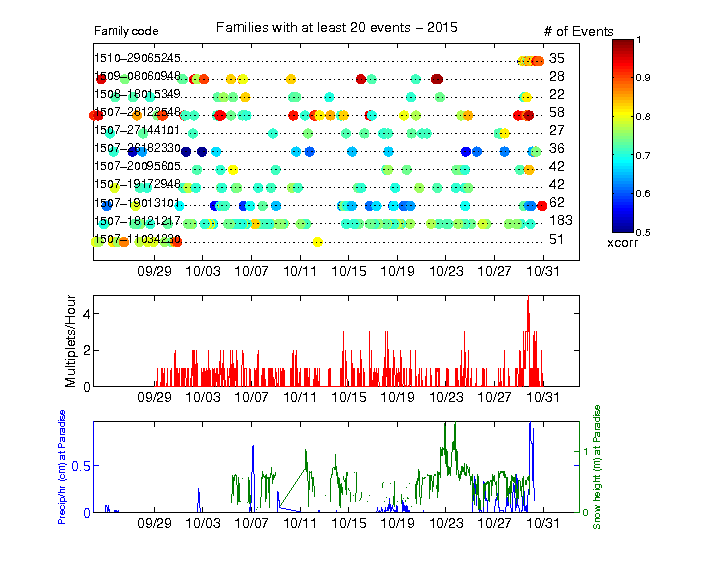 Families with at least 20 events – 2015
Family code
# of Events
1510–29065245 35
1509–08060948 28
1508–18015349 22
1507–28122548 58
1507–27144101 27
1507–26182330 36
1507–20095605 42
1507–19172948 42
1507–19013101 62
1507–18121217 183
1507–11034230 51
09/29 10/03 10/07 10/11 10/15 10/19 10/23 10/27 10/31
1
0.9
0.8
0.7
0.6
0.5
xcorr
Multiplets/Hour
4
2
0
09/29 10/03 10/07 10/11 10/15 10/19 10/23 10/27 10/31
Precip/hr (cm) at Paradise
0.5
0
1
0
Snow height (m) at Paradise
09/29 10/03 10/07 10/11 10/15 10/19 10/23 10/27 10/31